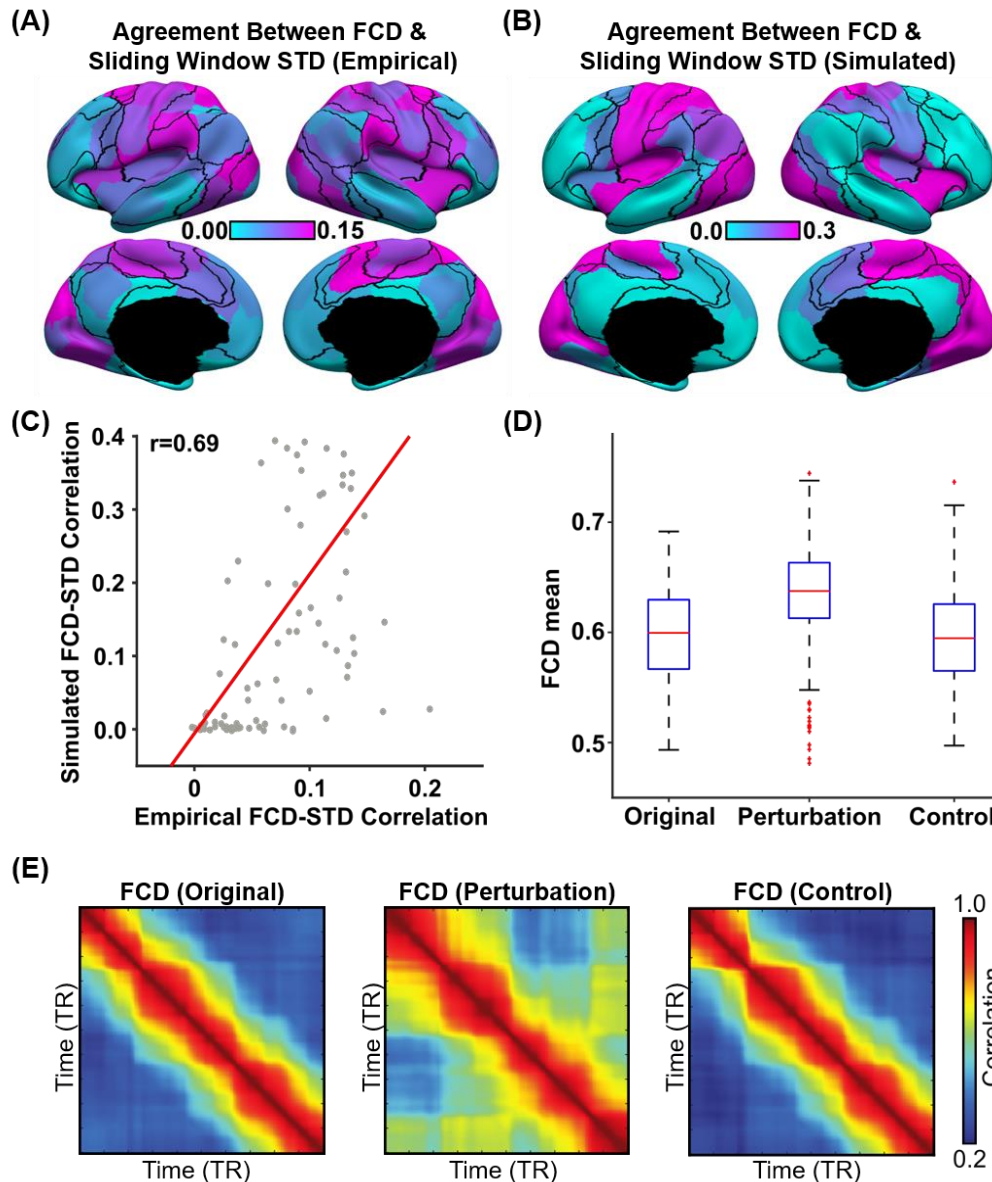 (A)
Agreement Between FCD &
Sliding Window STD (Empirical)
0.00
0.15
(B)
Agreement Between FCD &
Sliding Window STD (Simulated)
0.0
0.3
(C)
r=0.69
Simulated FCD-STD Correlation
0.4
0.3
0.2
0.1
0.0
0
0.1
0.2
Empirical FCD-STD Correlation
(D)
FCD mean
0.7
0.6
0.5
Original
Perturbation
Control
(E)
FCD (Original)
Time (TR)
Time (TR)
FCD (Perturbation)
Time (TR)
Time (TR)
FCD (Control)
Time (TR)
Time (TR)
1.0
Correlation
0.2